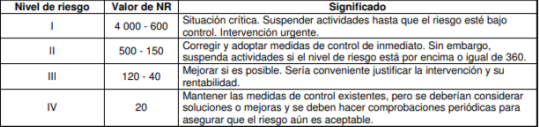 Nivel de riesgo Valor de NR Significado
I 4 000 - 600 Situación crítica. Suspender actividades hasta que el riesgo esté bajo
control. Intervención urgente.
II 500 - 150 Corregir y adoptar medidas de control de inmediato. Sin embargo,
suspenda actividades si el nivel de riesgo está por encima o igual de 360.
III 120 - 40 Mejorar si es posible. Sería conveniente justificar la intervención y su
rentabilidad.
IV 20 Mantener las medidas de control existentes, pero se deberían considerar
soluciones o mejoras y se deben hacer comprobaciones periódicas para
asegurar que el riesgo aún es aceptable.